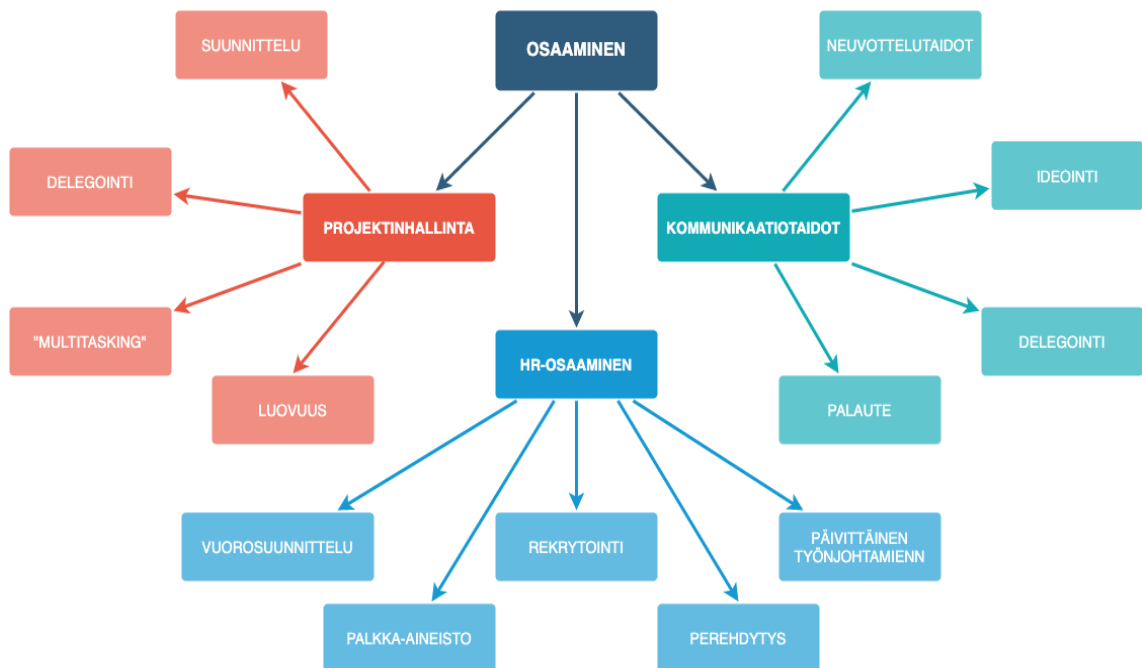 SUUNNITTELU
OSAAMINEN
NEUVOTTELUTAIDOT
DELEGOINTI
IDEOINTI
PROJEKTINHALLINTA
KOMMUNIKAATIOTAIDOT
"MULTITASKING"
DELEGOINTI
HR-OSAAMINEN
LUOVUUS
PALAUTE
VUOROSUUNNITTELU
REKRYTOINTI
PÄIVITTÄINEN
TYÖNJOHTAMIENN
PALKKA-AINEISTO
PEREHDYTYS